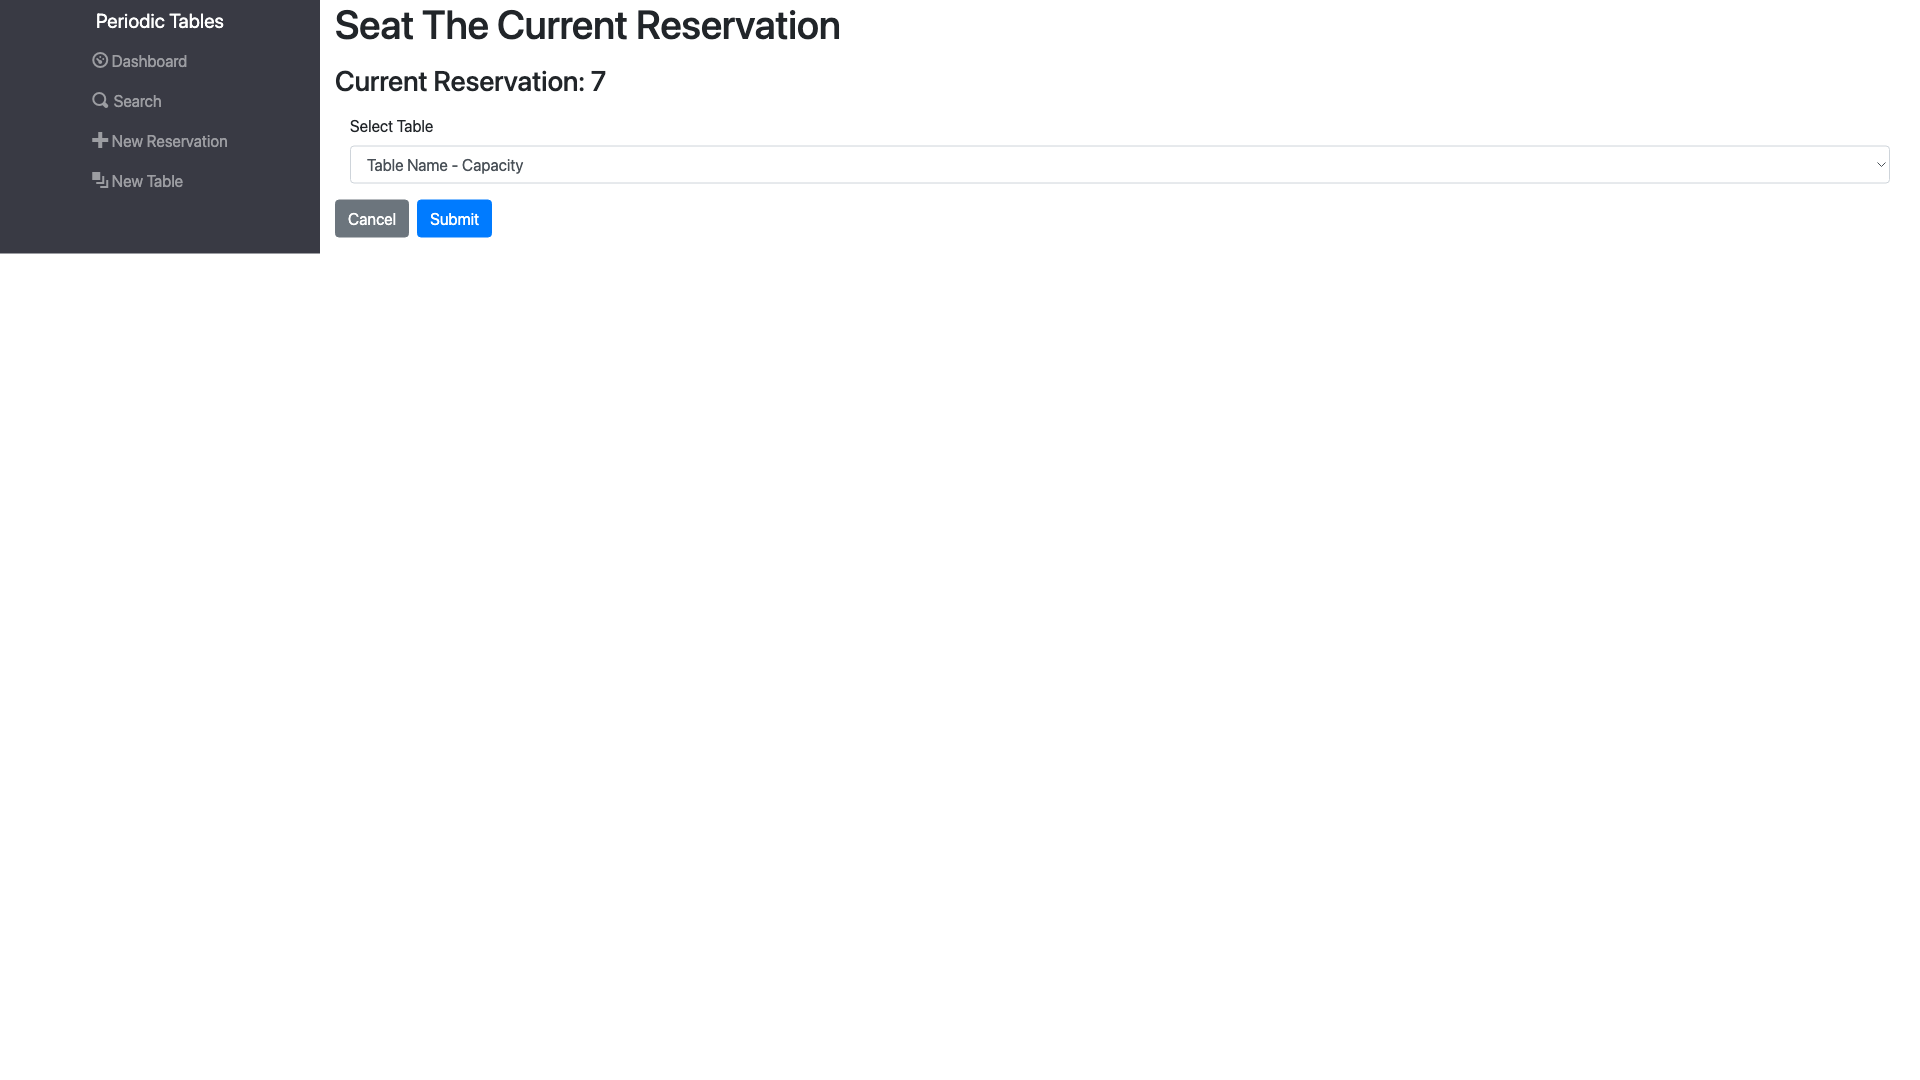 Periodic Tables
Dashboard
Search
New Reservation
New Table
Seat The Current Reservation
Current Reservation: 7
Select Table
Table Name - Capacity
Cancel
Submit